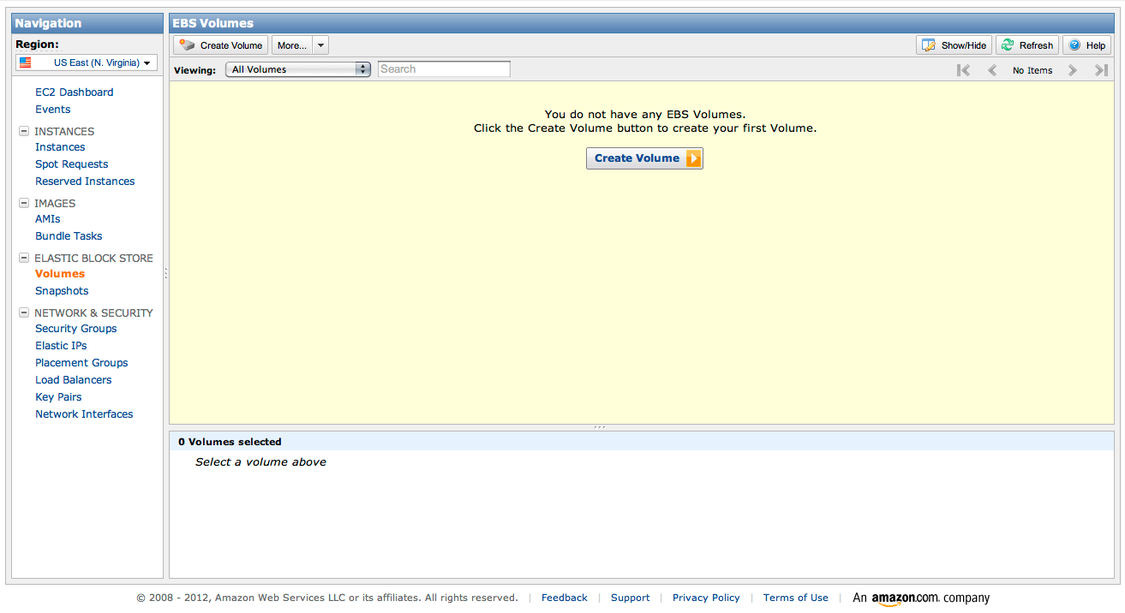 Navigation
Region:
US East (N. Virginia)
EC2 Dashboard
Events
INSTANCES
Instances
Spot Requests
Reserved Instances
IMAGES
AMIs
Bundle Tasks
ELASTIC BLOCK STORE
Volumes
Snapshots
NETWORK & SECURITY
Security Groups
Elastic IPs
Placement Groups
Load Balancers
Key Pairs
Network Interfaces
EBS Volumes
Create Volume More... Show/Hide Refresh Help
Viewing: All Volumes Search No Items
You do not have any EBS Volumes.
Click the Create Volume button to create your first Volume.
Create Volume
0 Volumes selected
Select a volume above
© 2008 - 2012, Amazon Web Services LLC or its affiliates. All rights reserved. | Feedback | Support | Privacy Policy | Terms of Use | An amazon.com company